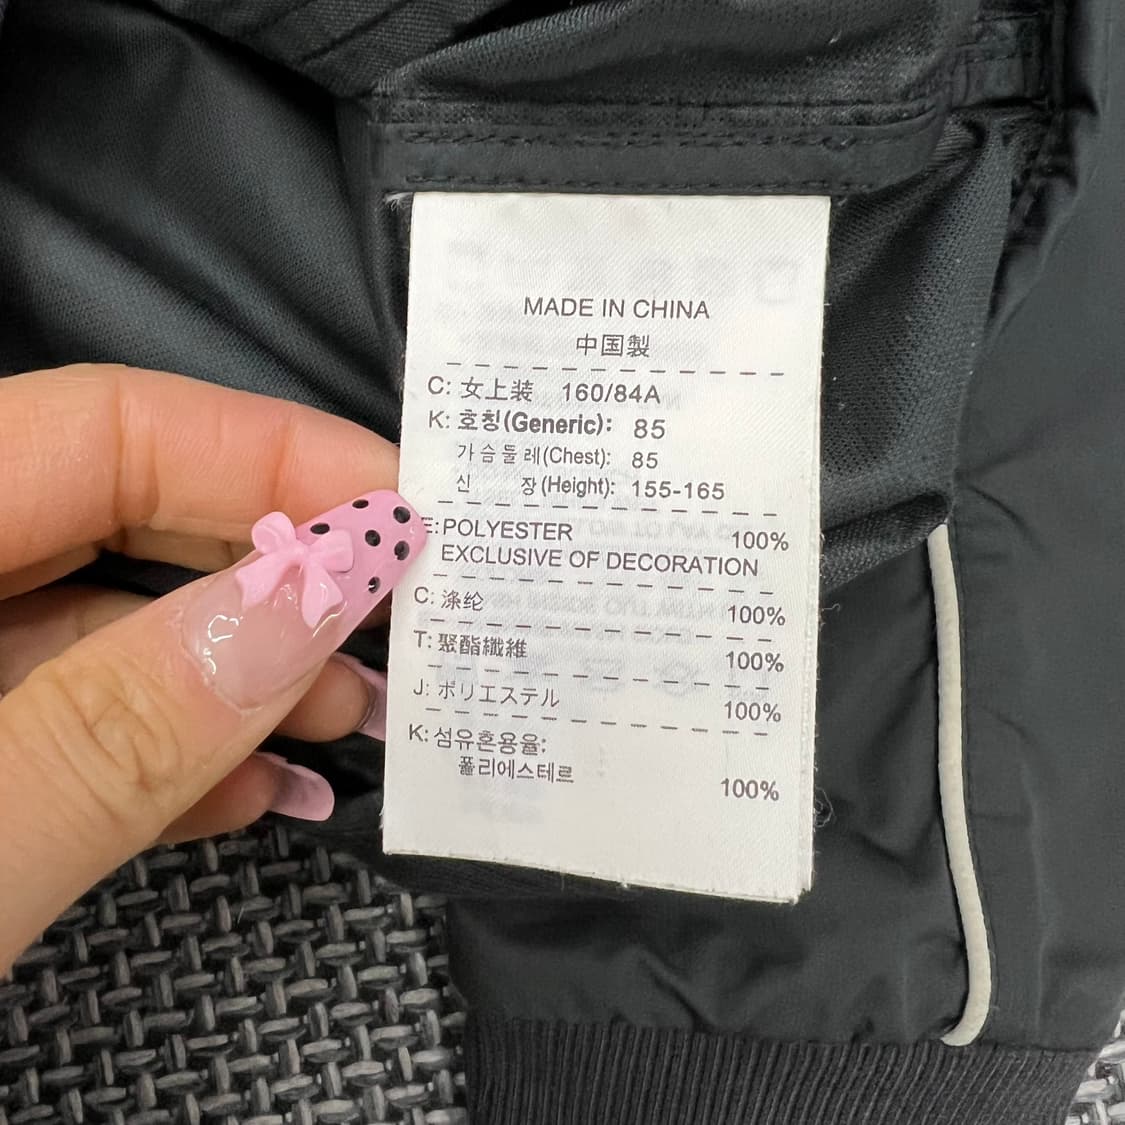 MADE IN CHINA
中国製
C: 女上装 160/84A
K: 호칭(Generic): 85
가슴둘레(Chest): 85
신 장(Height): 155-165
E: POLYESTER 100%
EXCLUSIVE OF DECORATION
C: 涤纶 100%
T: 聚酯纖維 100%
J: ポリエステル 100%
K: 섬유혼용율:
폴리에스테르 100%